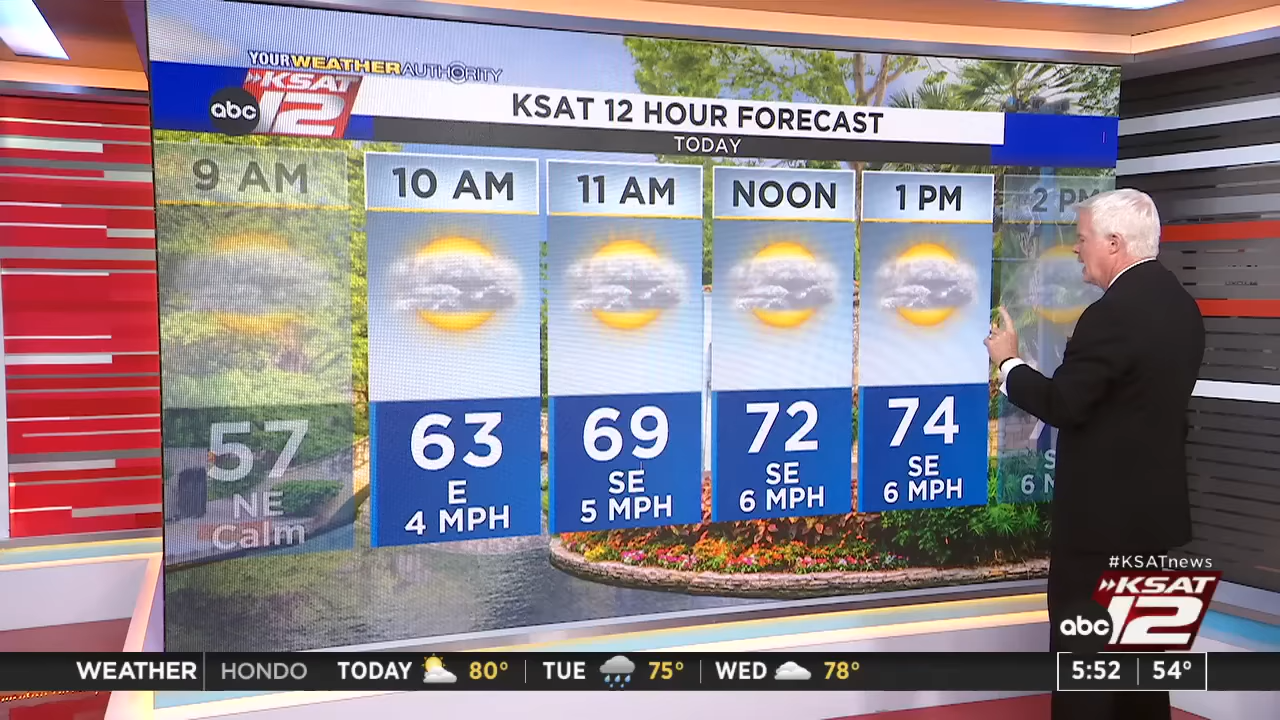 YOUR WEATHER AUTHORITY
abc KSAT 12
KSAT 12 HOUR FORECAST
TODAY
9 AM
57
NE
Calm
10 AM
63
E
4 MPH
11 AM
69
SE
5 MPH
NOON
72
SE
6 MPH
1 PM
74
SE
6 MPH
2 PM
#KSATnews
KSAT
abc 12
WEATHER HONDO TODAY 80° TUE 75° WED 78° 5:52 54°